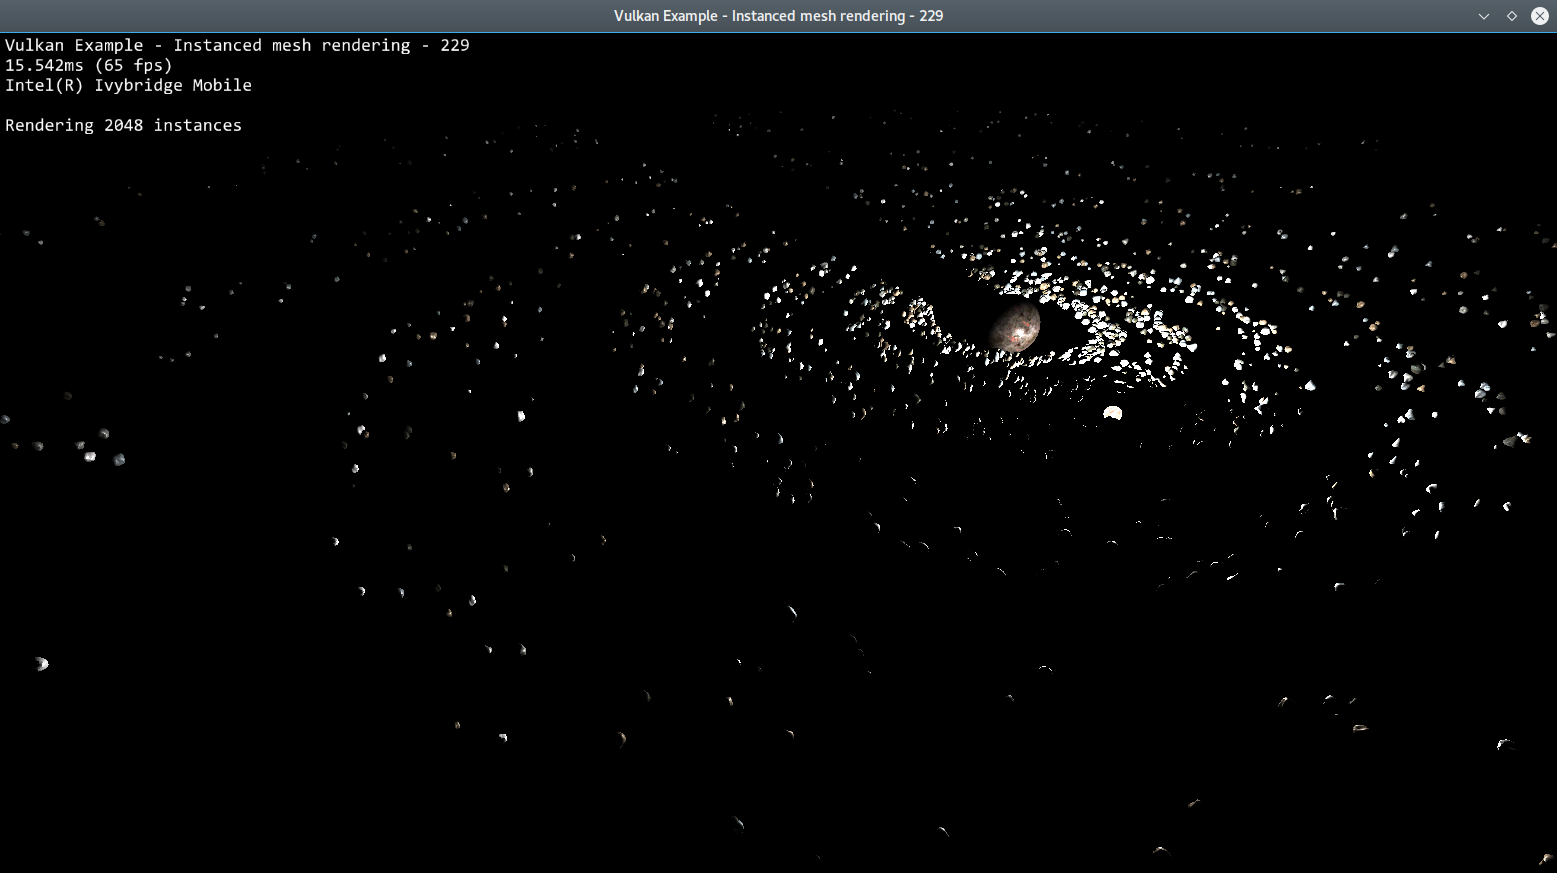 Vulkan Example - Instanced mesh rendering - 229
Vulkan Example - Instanced mesh rendering - 229
15.542ms (65 fps)
Intel(R) Ivybridge Mobile
Rendering 2048 instances